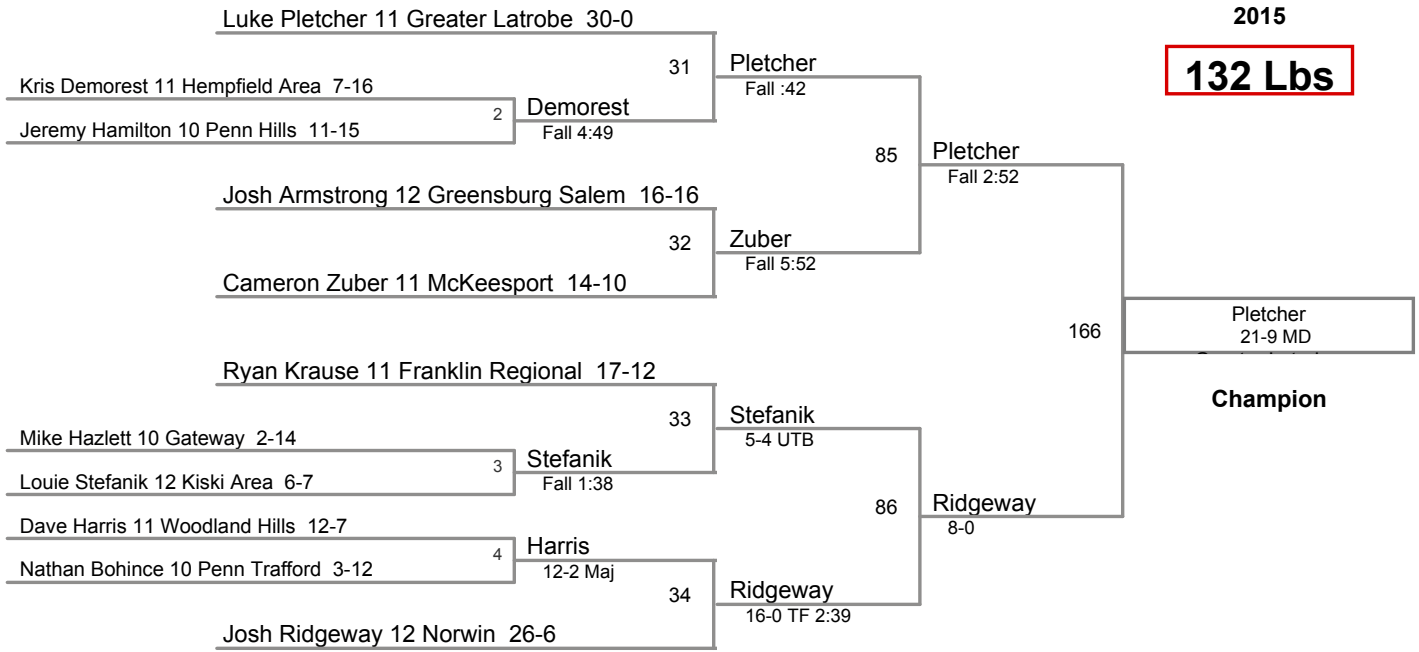 Luke Pletcher 11 Greater Latrobe 30-0
2015
132 Lbs
31
Pletcher
Fall :42
Kris Demorest 11 Hempfield Area 7-16
2
Demorest
Fall 4:49
Jeremy Hamilton 10 Penn Hills 11-15
85
Pletcher
Fall 2:52
Josh Armstrong 12 Greensburg Salem 16-16
32
Zuber
Fall 5:52
Cameron Zuber 11 McKeesport 14-10
166
Pletcher
21-9 MD
Champion
Ryan Krause 11 Franklin Regional 17-12
33
Stefanik
5-4 UTB
Mike Hazlett 10 Gateway 2-14
3
Stefanik
Fall 1:38
Louie Stefanik 12 Kiski Area 6-7
86
Ridgeway
8-0
Dave Harris 11 Woodland Hills 12-7
4
Harris
12-2 Maj
Nathan Bohince 10 Penn Trafford 3-12
34
Ridgeway
16-0 TF 2:39
Josh Ridgeway 12 Norwin 26-6